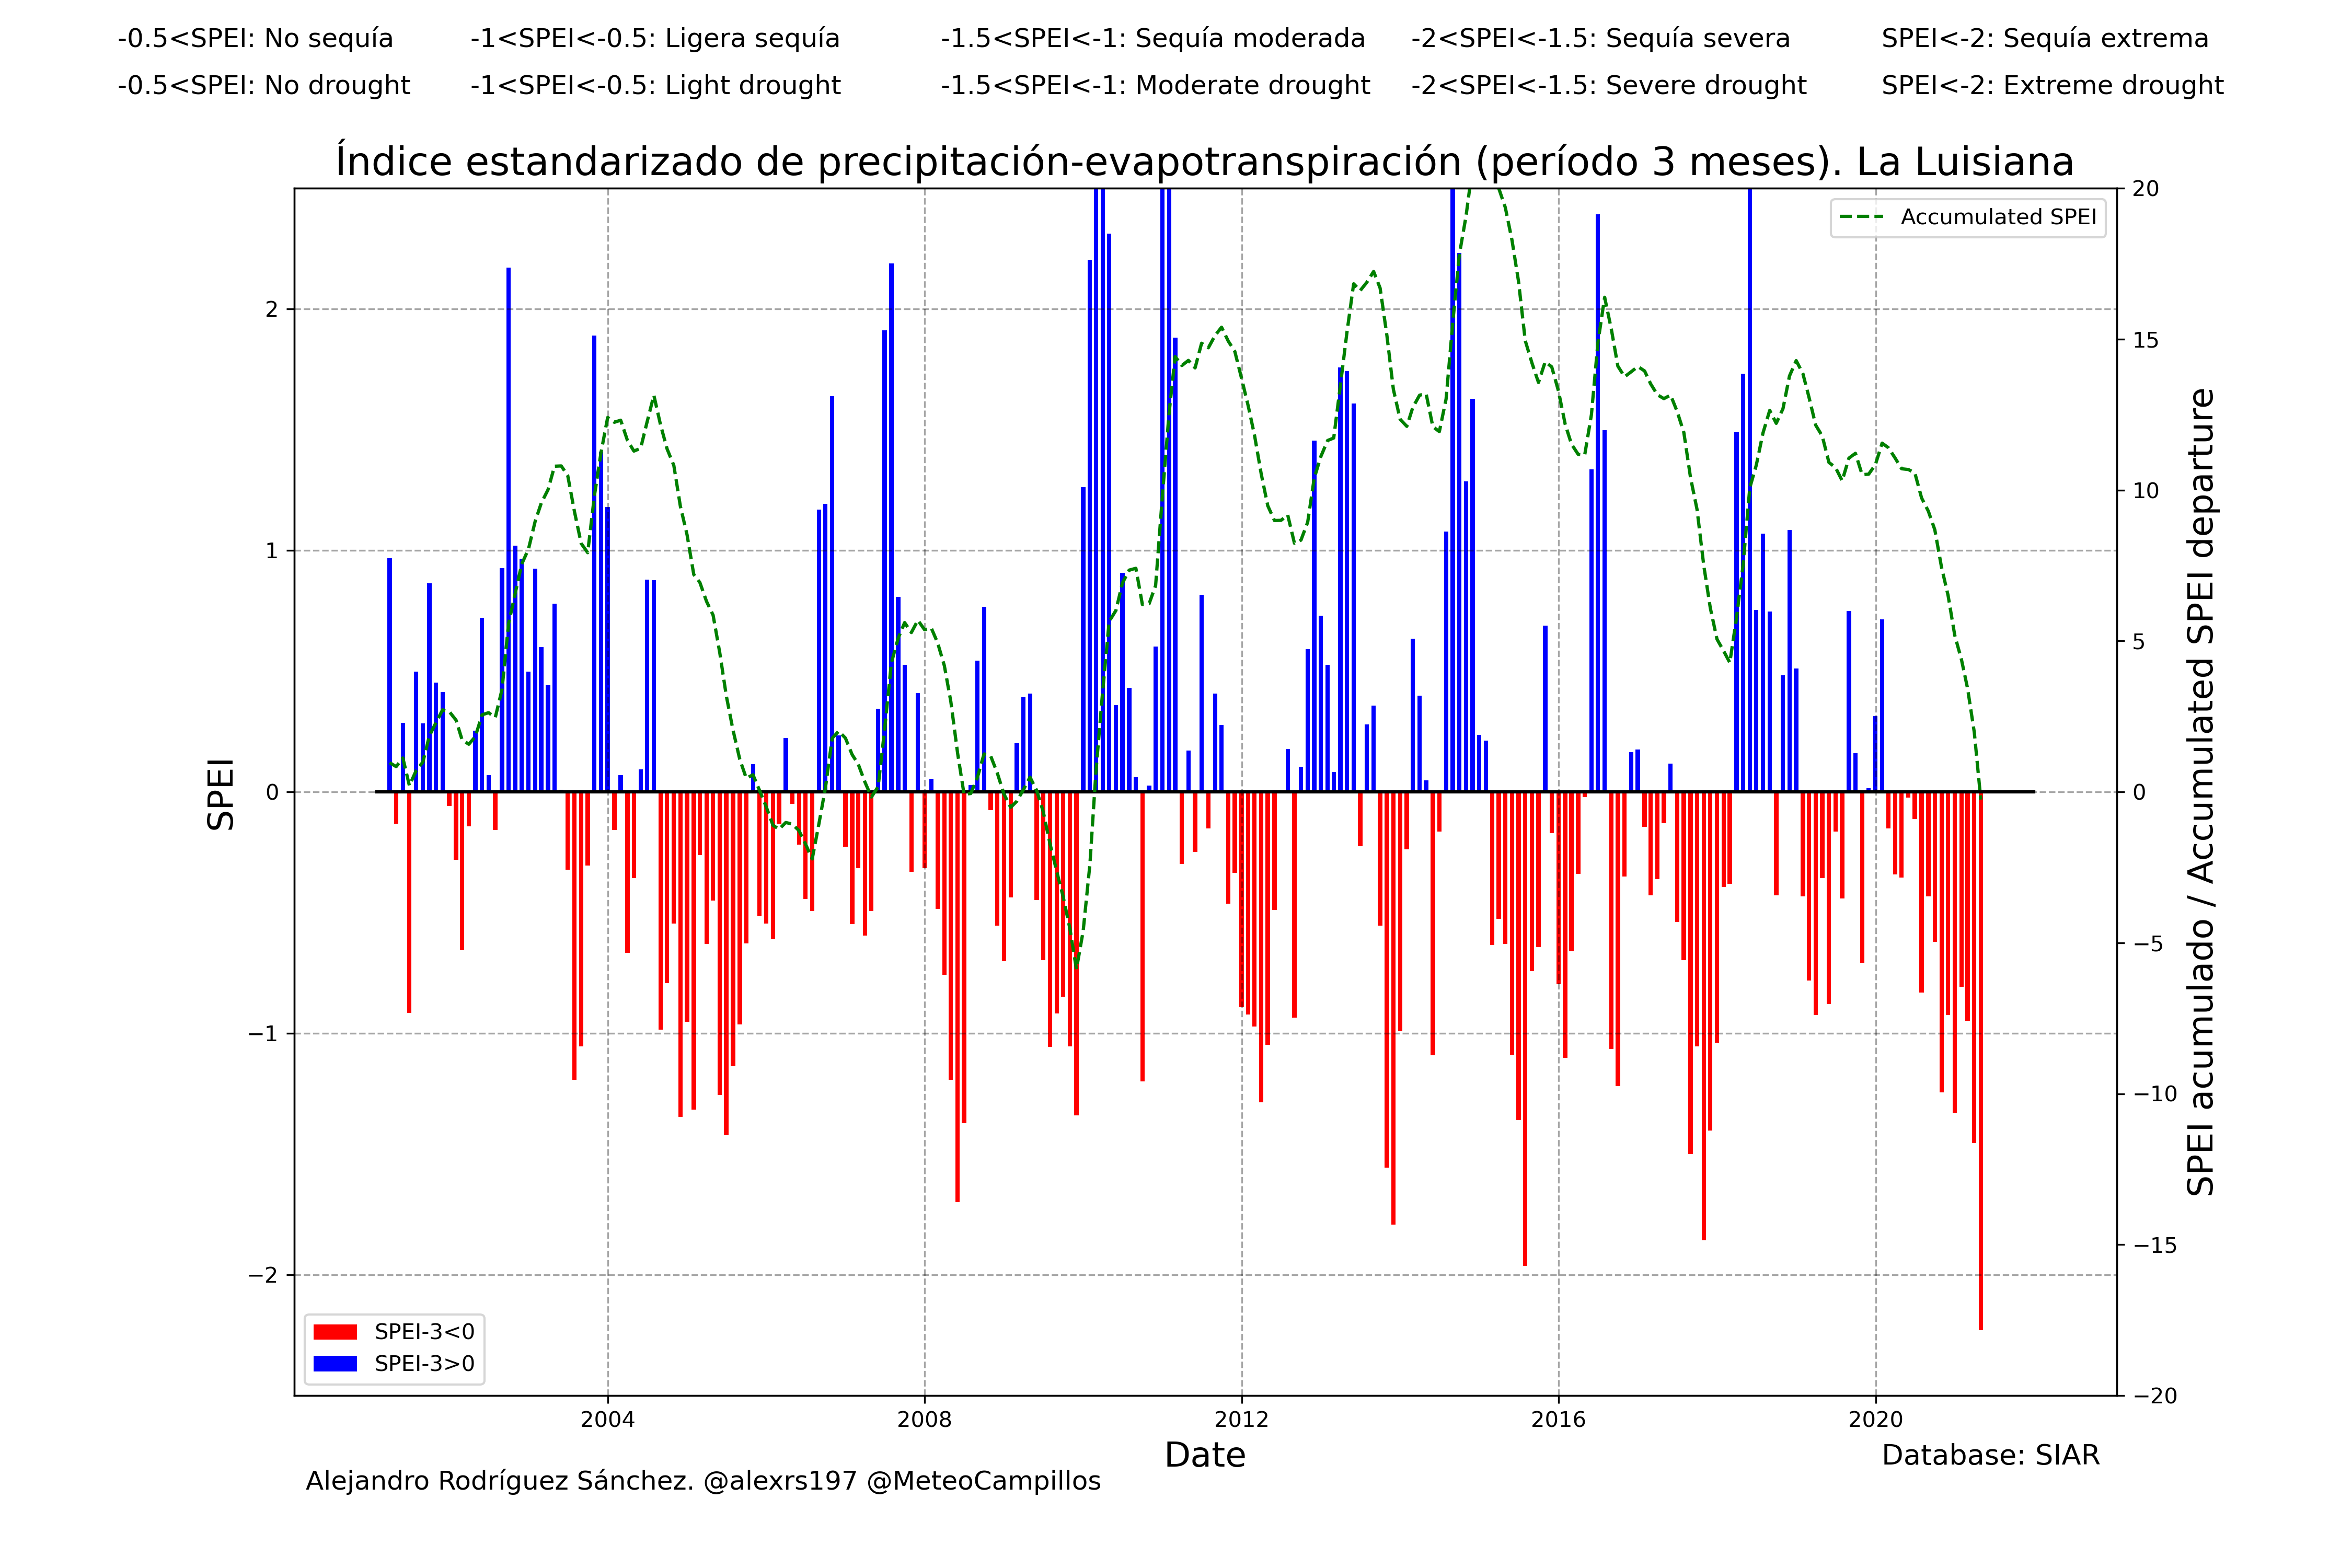 -0.5<SPEI: No sequía -1<SPEI<-0.5: Ligera sequía -1.5<SPEI<-1: Sequía moderada -2<SPEI<-1.5: Sequía severa SPEI<-2: Sequía extrema
-0.5<SPEI: No drought -1<SPEI<-0.5: Light drought -1.5<SPEI<-1: Moderate drought -2<SPEI<-1.5: Severe drought SPEI<-2: Extreme drought
Índice estandarizado de precipitación-evapotranspiración (período 3 meses). La Luisiana
Accumulated SPEI
SPEI
2
1
0
−1
−2
20
15
10
5
0
−5
−10
−15
−20
SPEI acumulado / Accumulated SPEI departure
SPEI-3<0
SPEI-3>0
2004 2008 2012 2016 2020
Date
Database: SIAR
Alejandro Rodríguez Sánchez. @alexrs197 @MeteoCampillos